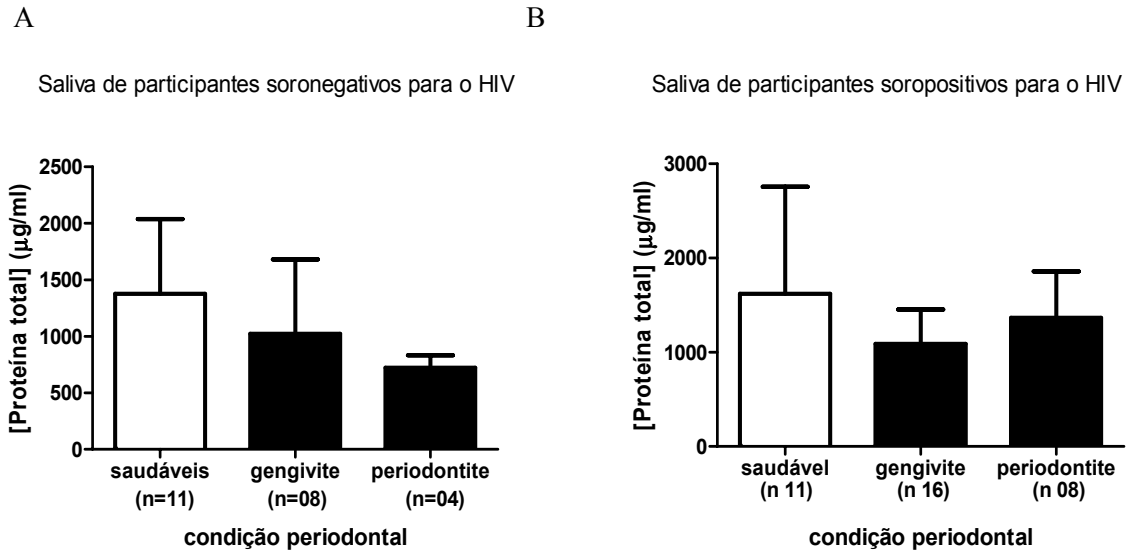 A
Saliva de participantes soronegativos para o HIV
[Proteína total] (µg/ml)
2500
2000
1500
1000
500
0
saudáveis gengivite periodontite
(n=11) (n=08) (n=04)
condição periodontal
B
Saliva de participantes soropositivos para o HIV
[Proteína total] (µg/ml)
3000
2000
1000
0
saudável gengivite periodontite
(n 11) (n 16) (n 08)
condição periodontal